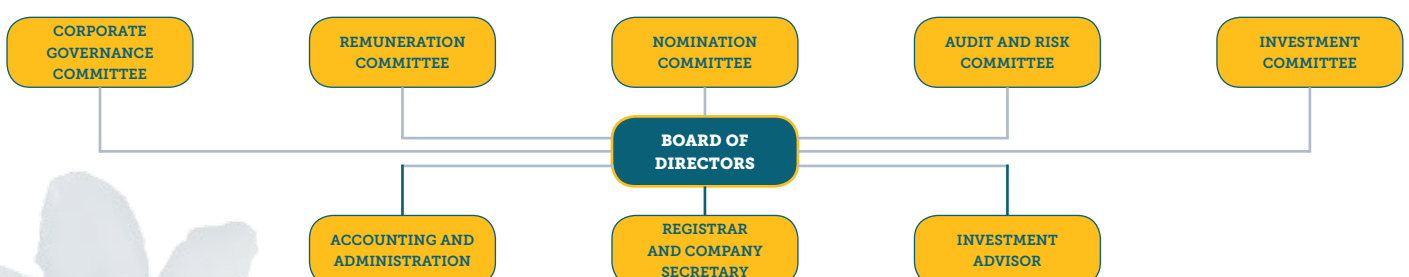 CORPORATE
GOVERNANCE
COMMITTEE
REMUNERATION
COMMITTEE
NOMINATION
COMMITTEE
AUDIT AND RISK
COMMITTEE
INVESTMENT
COMMITTEE
BOARD OF
DIRECTORS
ACCOUNTING AND
ADMINISTRATION
REGISTRAR
AND COMPANY
SECRETARY
INVESTMENT
ADVISOR